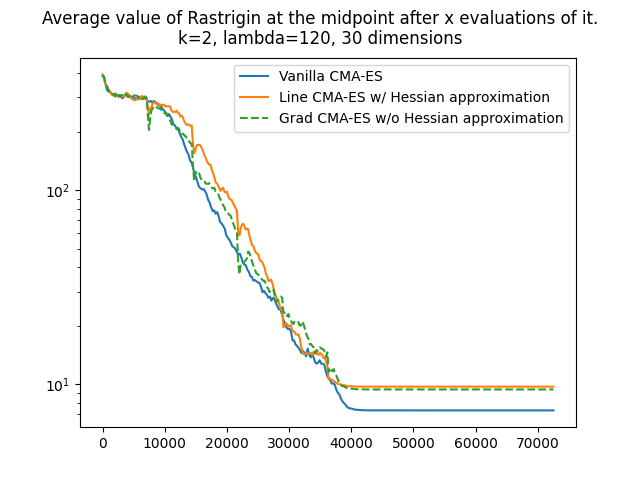 Average value of Rastrigin at the midpoint after x evaluations of it.
k=2, lambda=120, 30 dimensions
Vanilla CMA-ES
Line CMA-ES w/ Hessian approximation
Grad CMA-ES w/o Hessian approximation
10²
10¹
0 10000 20000 30000 40000 50000 60000 70000